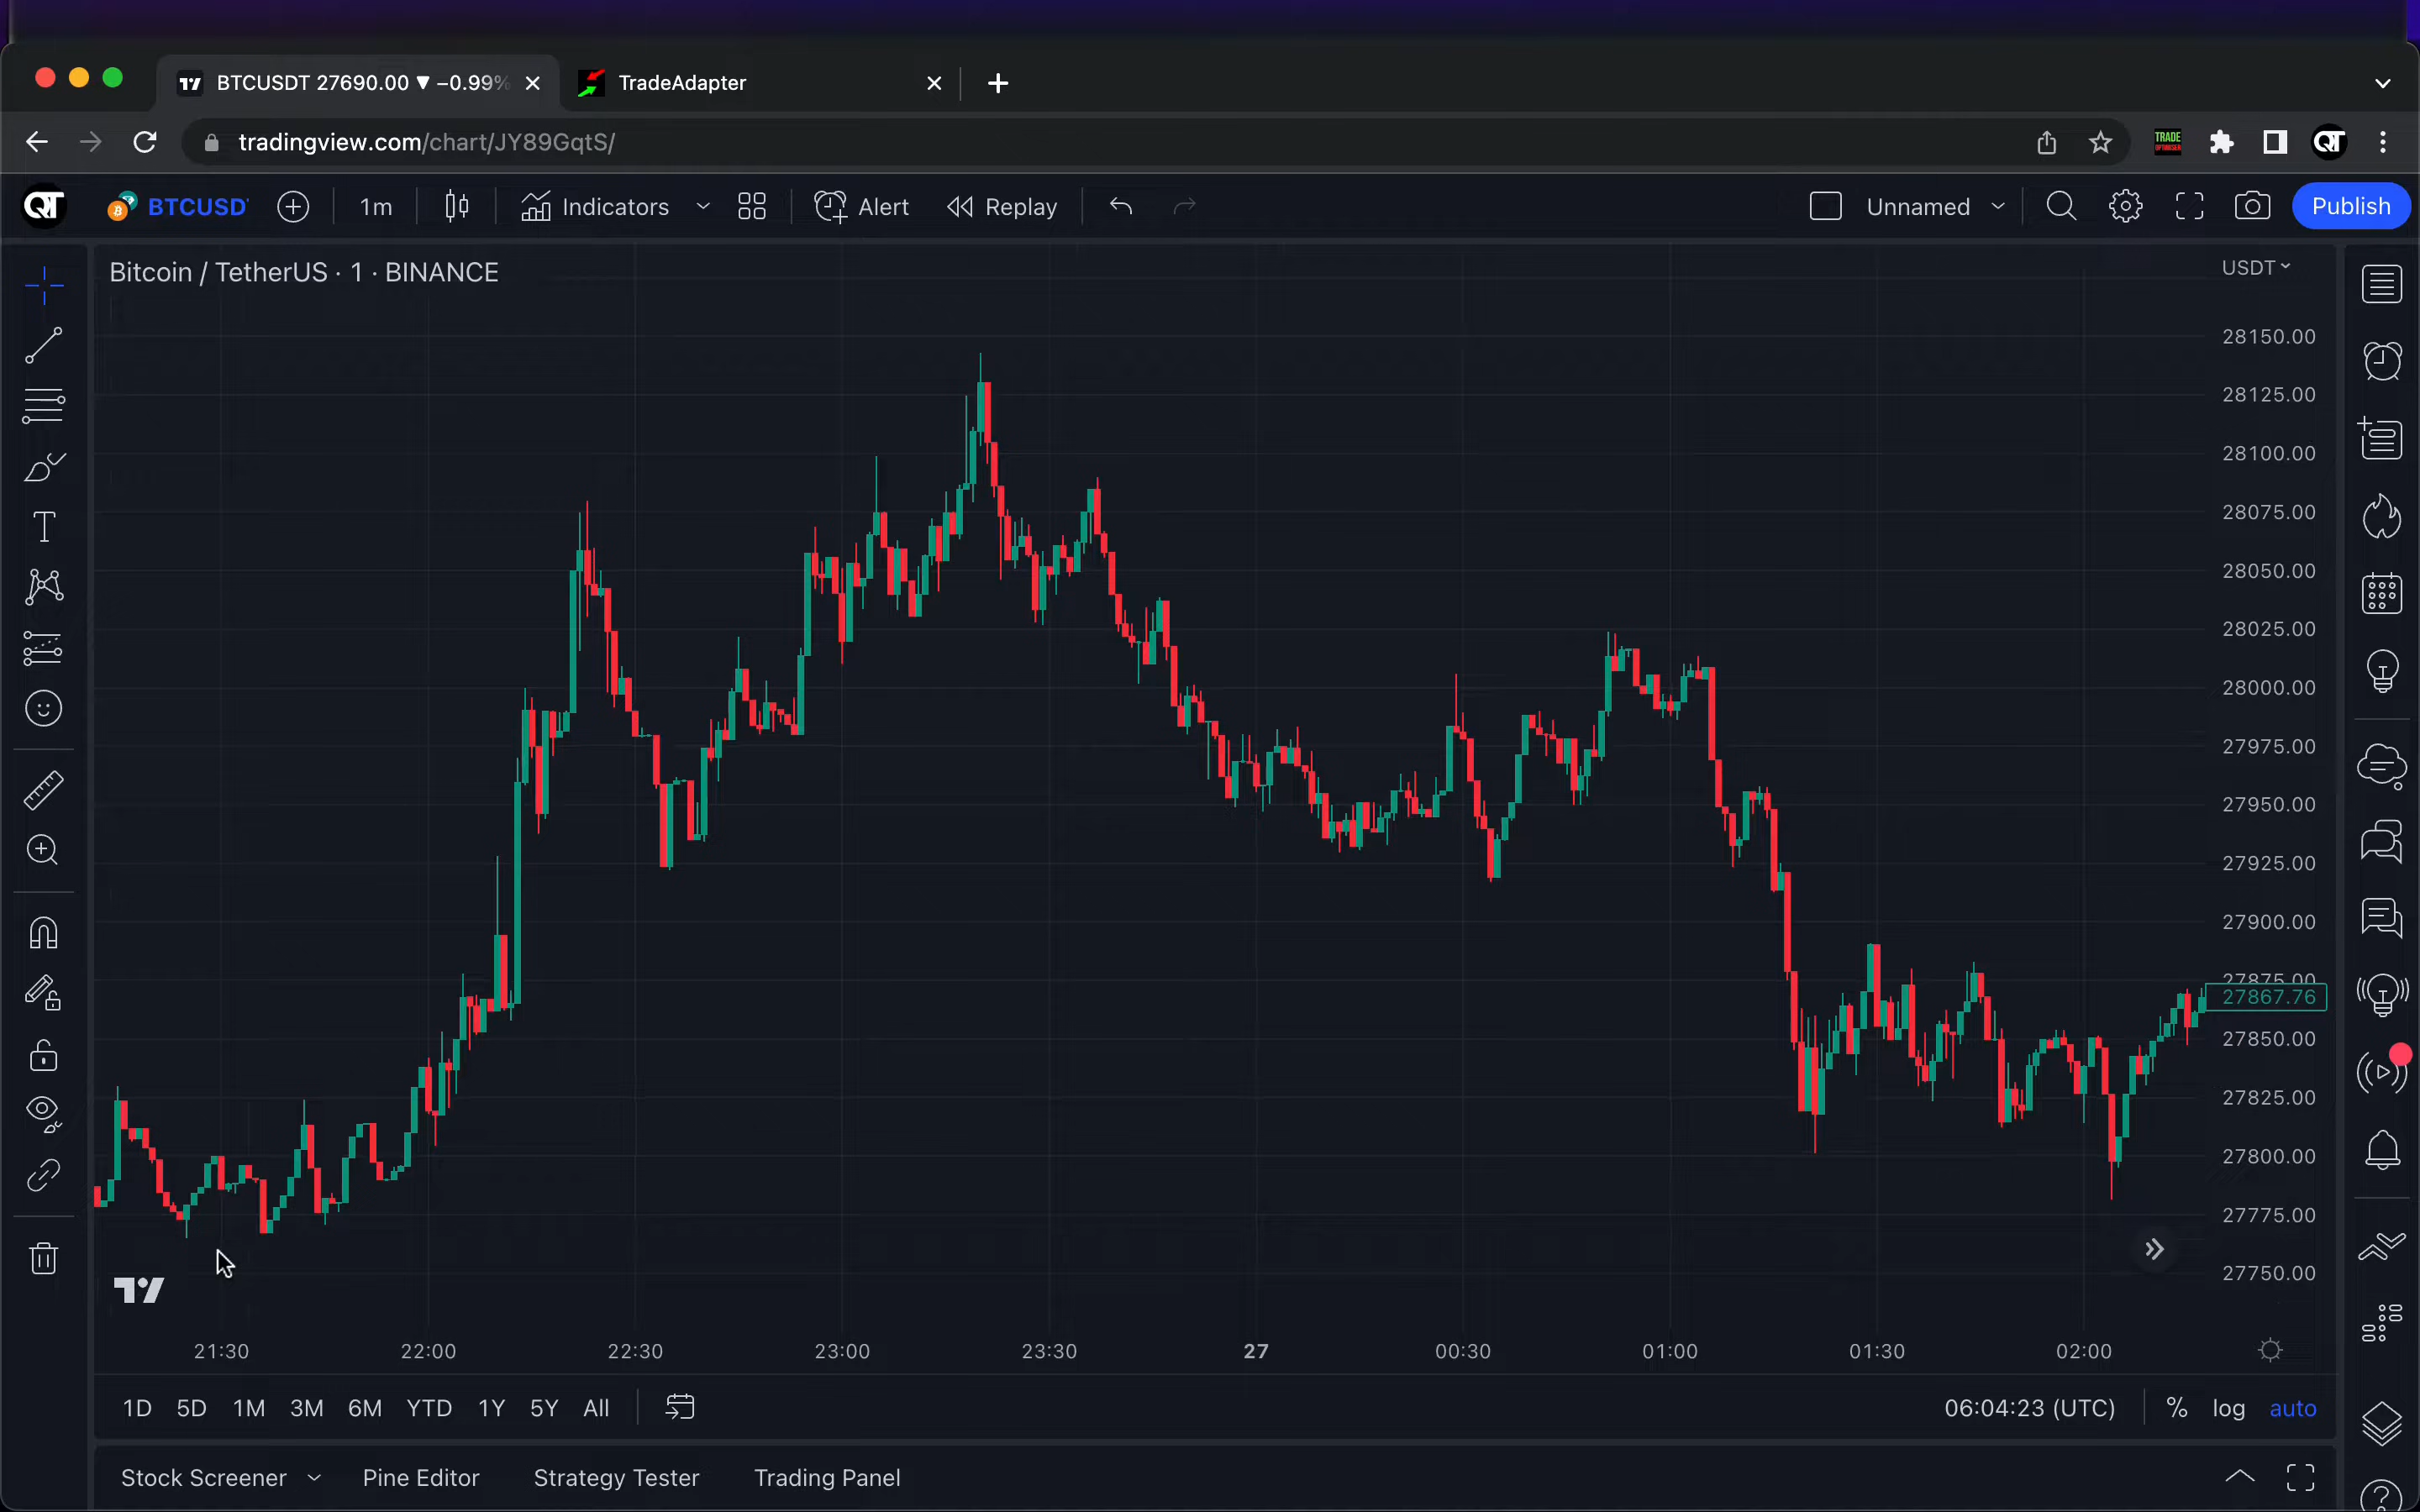 BTCUSDT 27690.00 ▼ −0.99%
TradeAdapter
tradingview.com/chart/JY89GqtS/
TRADE
QT
QT
BTCUSD
1m
Indicators
Alert
Replay
Unnamed
Publish
Bitcoin / TetherUS · 1 · BINANCE
USDT
28150.00
28125.00
28100.00
28075.00
28050.00
28025.00
28000.00
27975.00
27950.00
27925.00
27900.00
27875.00
27867.76
27850.00
27825.00
27800.00
27775.00
27750.00
21:30 22:00 22:30 23:00 23:30 27 00:30 01:00 01:30 02:00
1D 5D 1M 3M 6M YTD 1Y 5Y All
06:04:23 (UTC) % log auto
Stock Screener Pine Editor Strategy Tester Trading Panel